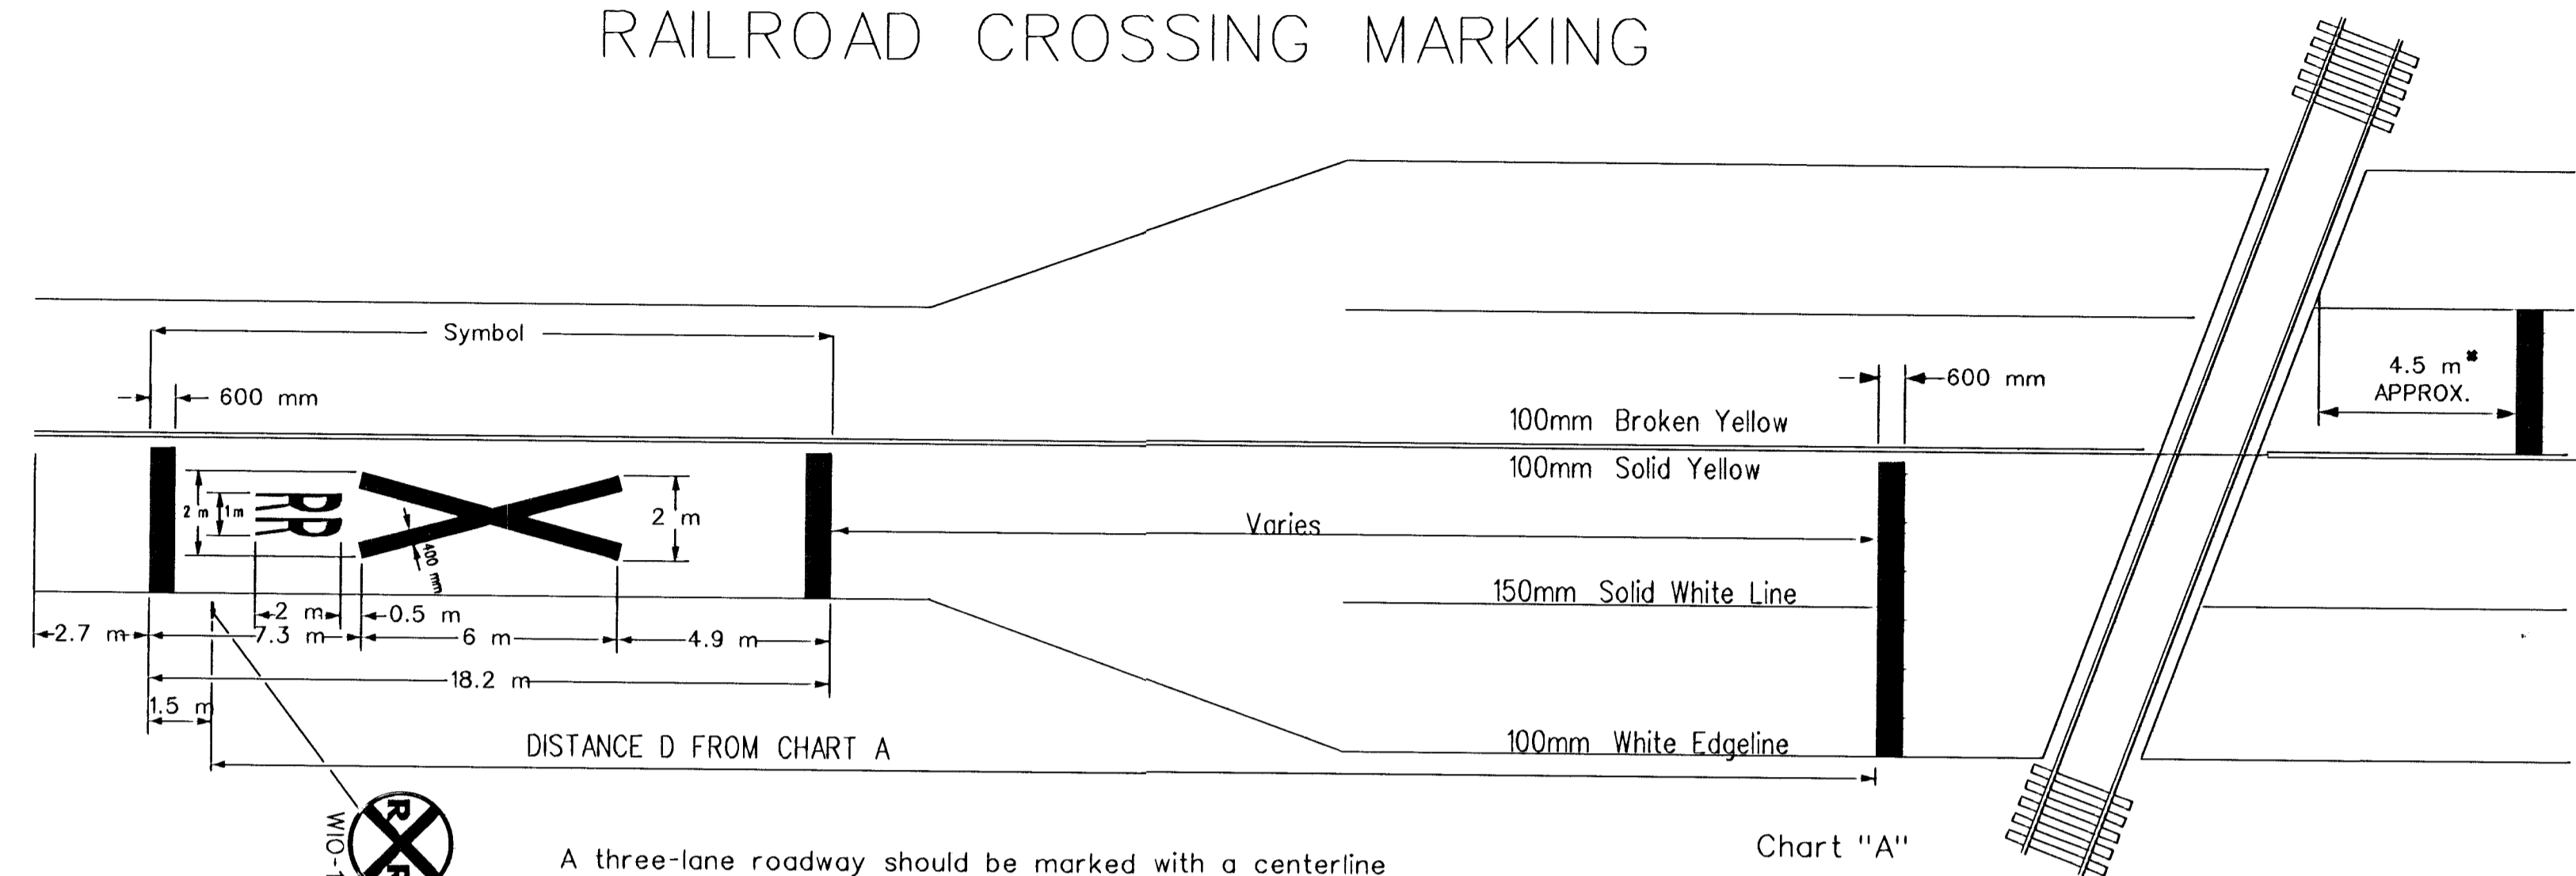 RAILROAD CROSSING MARKING
Symbol
600 mm
600 mm
4.5 m*
APPROX.
100mm Broken Yellow
100mm Solid Yellow
2 m
1m
RR
400 mm
2 m
Varies
150mm Solid White Line
2 m
0.5 m
2.7 m
7.3 m
6 m
4.9 m
18.2 m
1.5 m
DISTANCE D FROM CHART A
100mm White Edgeline
W10-1
R R
Chart "A"
A three-lane roadway should be marked with a centerline